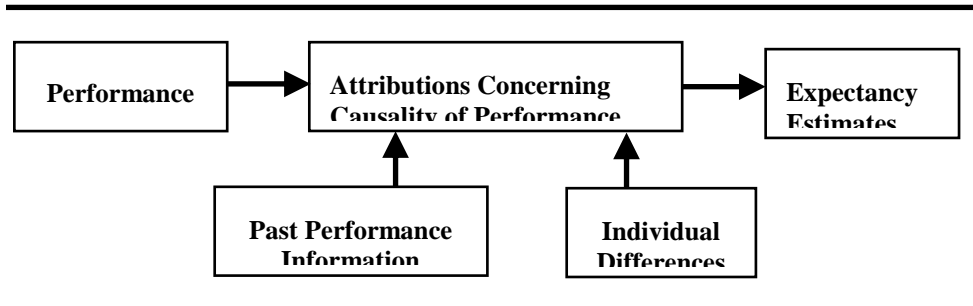 Performance
Attributions Concerning
Causality of Performance
Expectancy
Estimates
Past Performance
Information
Individual
Differences